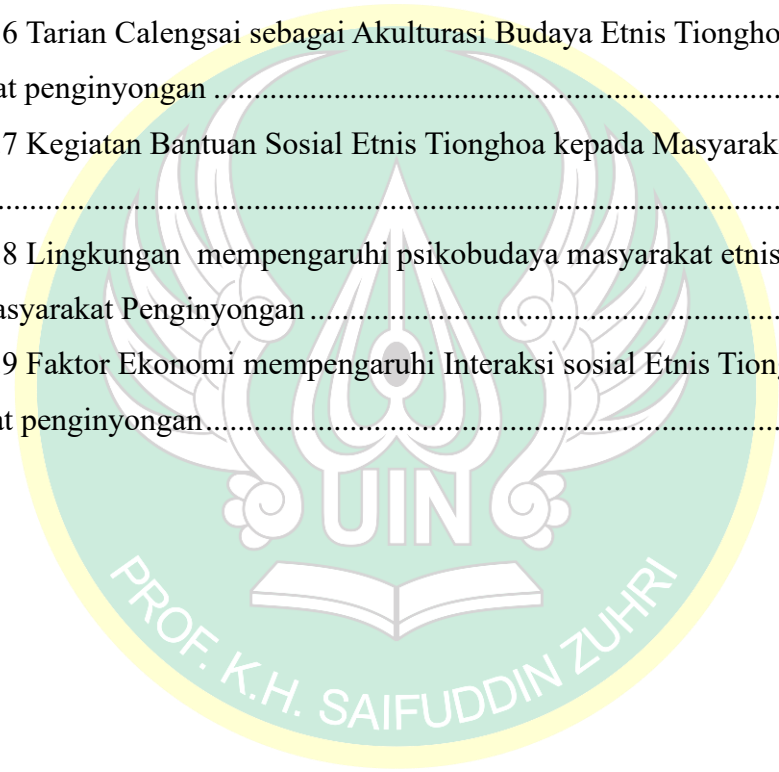 6 Tarian Calengsai sebagai Akulturasi Budaya Etnis Tiongho
at penginyongan ............................................................................
7 Kegiatan Bantuan Sosial Etnis Tionghoa kepada Masyarak
............................................................................
8 Lingkungan  mempengaruhi psikobudaya masyarakat etnis
asyarakat Penginyongan ............................................................
9 Faktor Ekonomi mempengaruhi Interaksi sosial Etnis Tiong
at penginyongan............................................................................
UIN
PROF. K.H. SAIFUDDIN ZUHRI